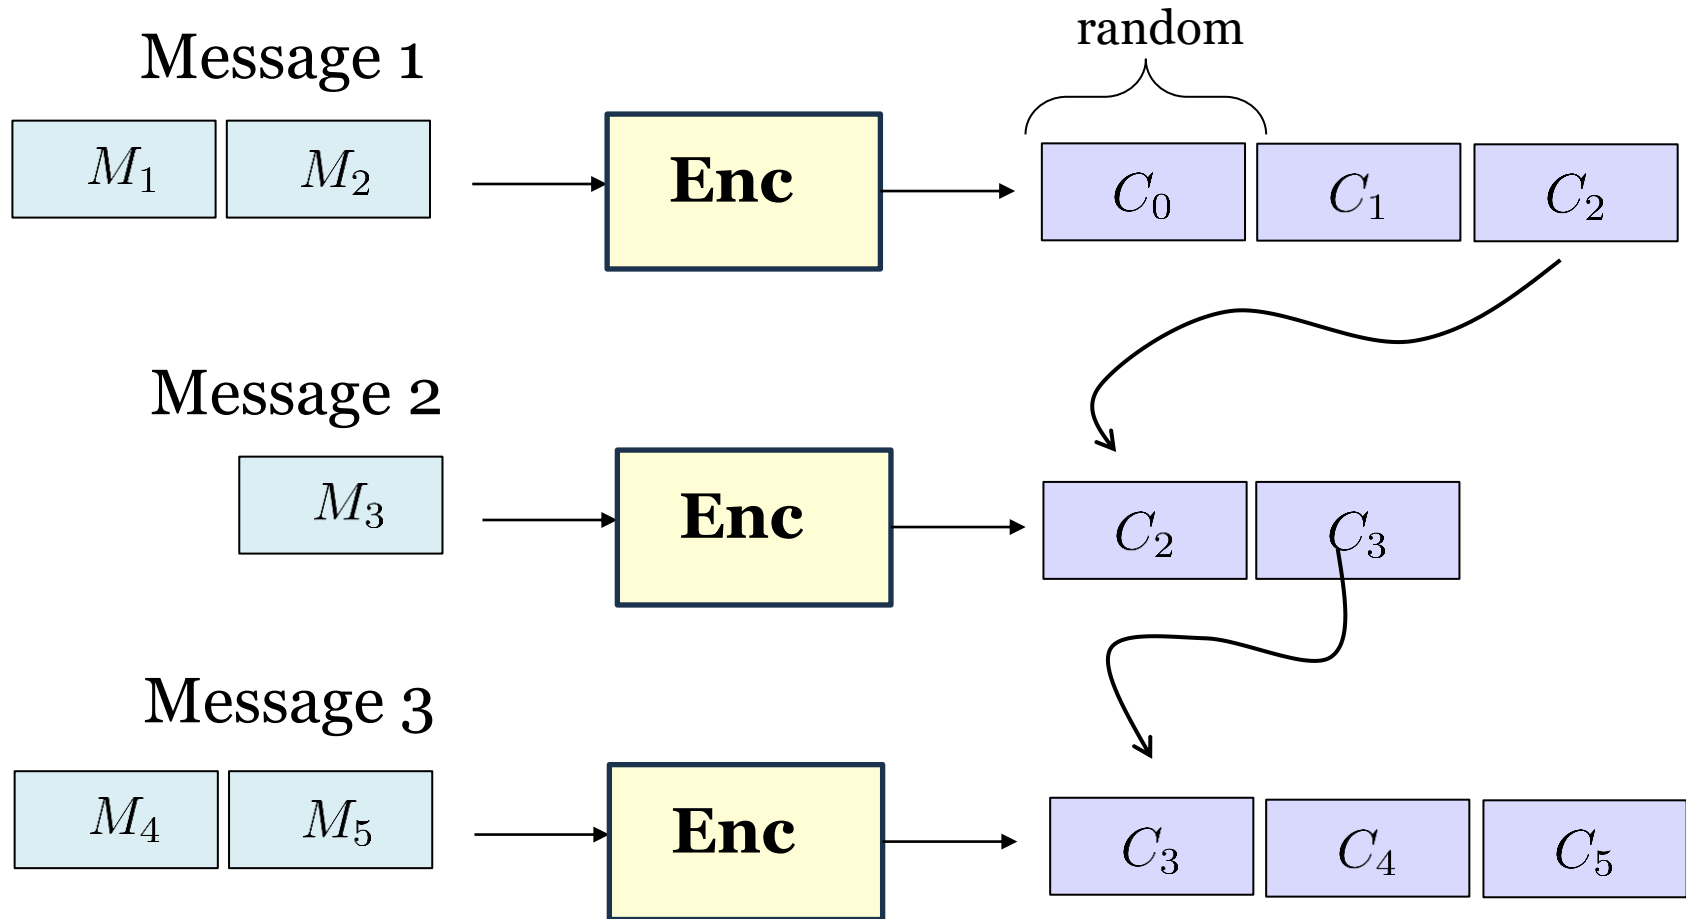 random
Message 1
M₁ M₂ Enc C₀ C₁ C₂
Message 2
M₃ Enc C₂ C₃
Message 3
M₄ M₅ Enc C₃ C₄ C₅